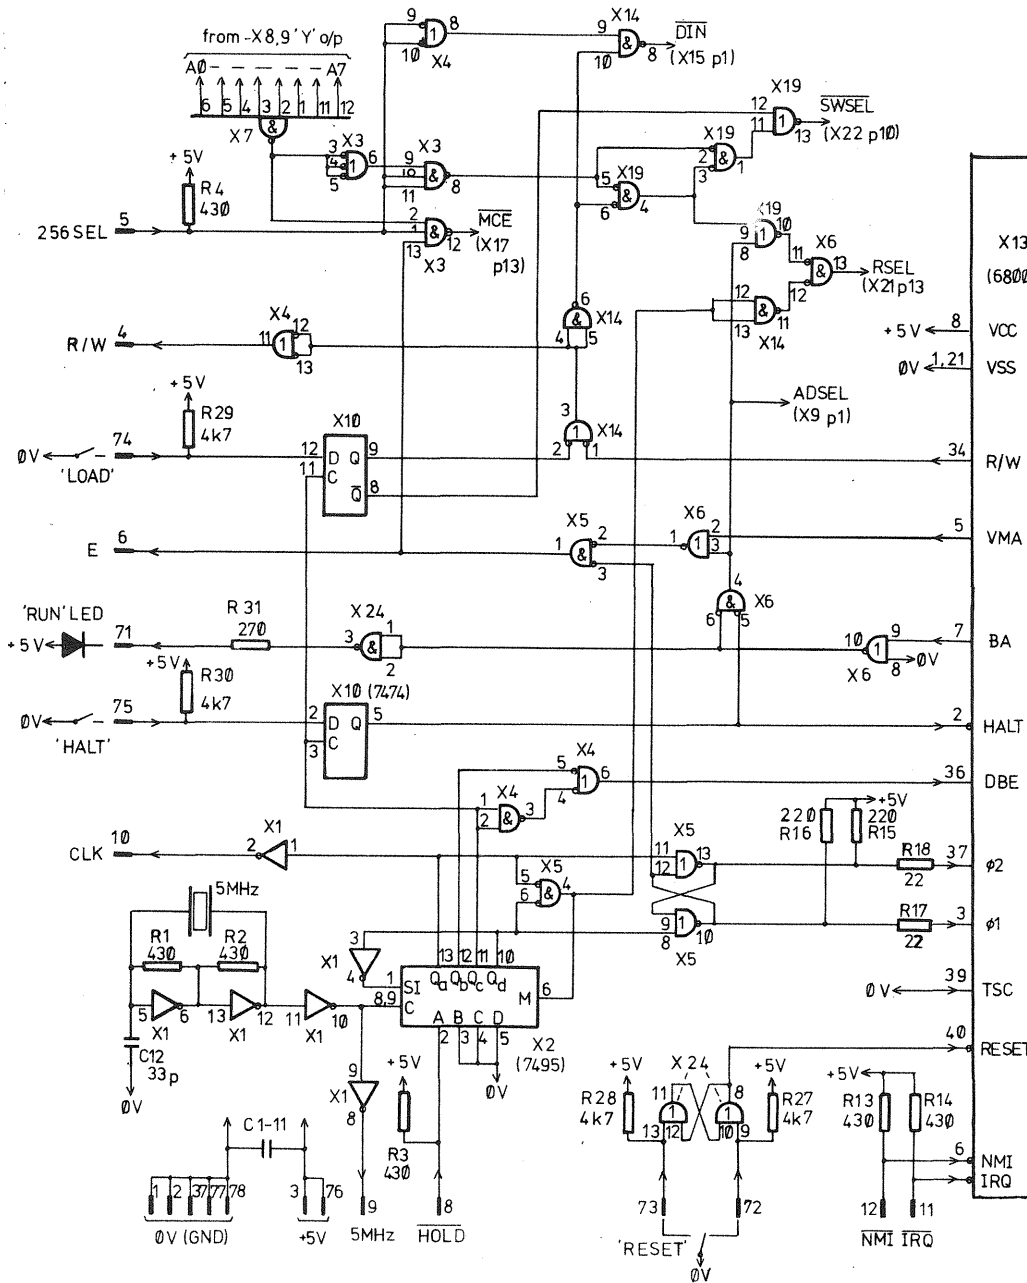 from -X8,9 'Y' o/p
A0 - - - - - A7
6 5 4 3 2 1 11 12
&
X7
9
10
1
8
X4
9
10
&
X14
8
DIN
(X15 p1)
+5V
R4
430
3
4
5
1
X3
6
9
10
11
&
X3
8
X19
12
11
1
13
SWSEL
(X22 p10)
X19
2
3
&
1
5
6
&
X19
4
5
256SEL
2
1
13
&
12
X3
MCE
(X17
p13)
X19
9
8
1
10
X6
11
12
&
13
RSEL
(X21p13
12
13
&
11
X14
X13
(6800
8
VCC
+5V
1,21
VSS
0V
4
R/W
X4
11
1
12
13
6
&
X14
4
5
ADSEL
(X9 p1)
+5V
R29
4k7
3
1
X14
2
1
74
0V
'LOAD'
X10
12 D Q 9
11 C
Q 8
34
R/W
6
E
X5
1
&
2
3
X6
1
1
2
3
5
VMA
4
&
X6
6
5
'RUN' LED
+5V
71
R31
270
X24
3
&
1
2
10
1
9
8
X6
0V
7
BA
+5V
R30
4k7
75
0V
'HALT'
X10 (7474)
2 D Q 5
3 C
2
HALT
X4
5
4
1
6
36
DBE
X4
1
2
&
3
10
CLK
X1
2
1
X5
5
6
&
4
X5
11
12
&
13
9
8
&
10
X5
+5V
220
R16
220
R15
R18
22
37
φ2
R17
22
3
φ1
5MHz
R1
430
R2
430
5
6
X1
13
12
X1
11
10
X1
C12
33p
0V
3
X1
4
13 12 11 10
Qa Qb Qc Qd
1 SI
8,9 C
M 6
A B C D
2 3 4 5
X2
(7495)
0V
39
TSC
0V
40
RESET
9
X1
8
+5V
R3
430
+5V
R28
4k7
X24
11
1
13
12
8
1
10
9
+5V
R27
4k7
+5V
R13
430
R14
430
6
NMI
IRQ
C1-11
1 2 37 77 78
0V (GND)
3 76
+5V
9
5MHz
8
HOLD
73
72
'RESET'
0V
12
11
NMI IRQ